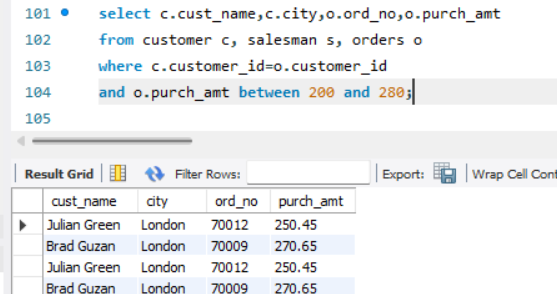 101 select c.cust_name,c.city,o.ord_no,o.purch_amt
102 from customer c, salesman s, orders o
103 where c.customer_id=o.customer_id
104 and o.purch_amt between 200 and 280;
105
Result Grid Filter Rows: Export: Wrap Cell Cont
cust_name city ord_no purch_amt
Julian Green London 70012 250.45
Brad Guzan London 70009 270.65
Julian Green London 70012 250.45
Brad Guzan London 70009 270.65